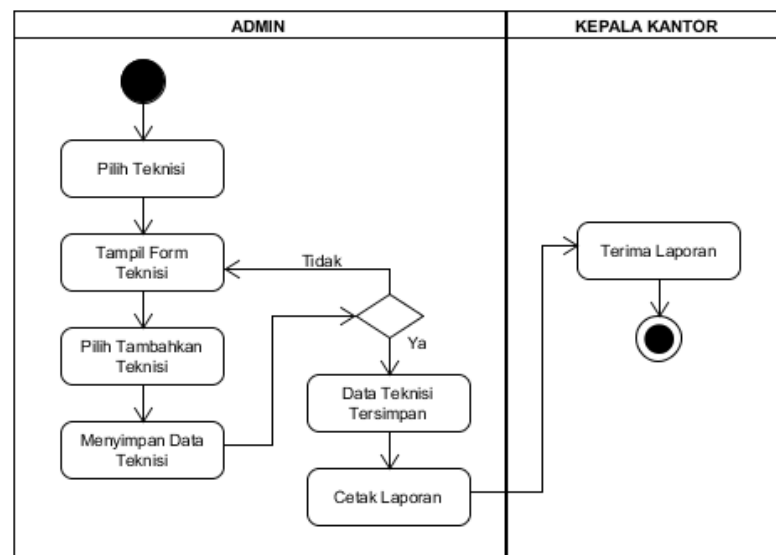 ADMIN
KEPALA KANTOR
Pilih Teknisi
Tampil Form
Teknisi
Tidak
Terima Laporan
Pilih Tambahkan
Teknisi
Ya
Data Teknisi
Tersimpan
Menyimpan Data
Teknisi
Cetak Laporan